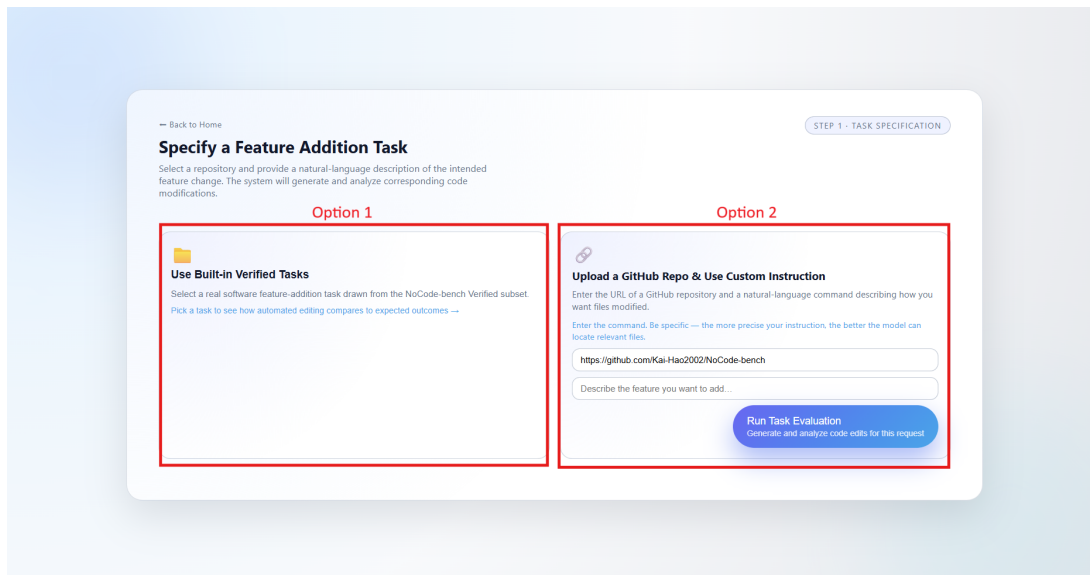 ← Back to Home
STEP 1 · TASK SPECIFICATION
Specify a Feature Addition Task
Select a repository and provide a natural-language description of the intended
feature change. The system will generate and analyze corresponding code
modifications.
Option 1
Use Built-in Verified Tasks
Select a real software feature-addition task drawn from the NoCode-bench Verified subset.
Pick a task to see how automated editing compares to expected outcomes →
Option 2
Upload a GitHub Repo & Use Custom Instruction
Enter the URL of a GitHub repository and a natural-language command describing how you
want files modified.
Enter the command. Be specific — the more precise your instruction, the better the model can
locate relevant files.
https://github.com/Kai-Hao2002/NoCode-bench
Describe the feature you want to add…
Run Task Evaluation
Generate and analyze code edits for this request